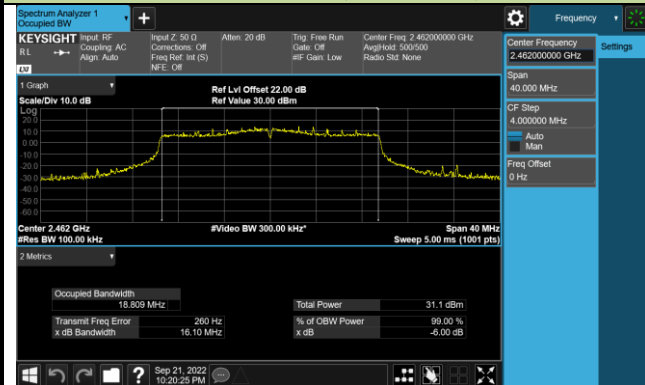 Spectrum Analyzer 1
Occupied BW
Frequency
KEYSIGHT
RL
Input: RF
Coupling: AC
Align: Auto
Input Z: 50 Ω
Corrections: Off
Freq Ref: Int (S)
NFE: Off
Atten: 20 dB
Trig: Free Run
Gate: Off
#IF Gain: Low
Center Freq: 2.462000000 GHz
Avg|Hold: 500/500
Radio Std: None
Center Frequency
2.462000000 GHz
Settings
Span
40.000 MHz
CF Step
4.000000 MHz
Auto
Man
Freq Offset
0 Hz
1 Graph
Scale/Div 10.0 dB
Ref Lvl Offset 22.00 dB
Ref Value 30.00 dBm
Log
20.0
10.0
0.00
-10.0
-20.0
-30.0
-40.0
-50.0
-60.0
Center 2.462 GHz
#Video BW 300.00 kHz*
Span 40 MHz
#Res BW 100.00 kHz
Sweep 5.00 ms (1001 pts)
2 Metrics
Occupied Bandwidth
18.809 MHz
Total Power 31.1 dBm
Transmit Freq Error 260 Hz
% of OBW Power 99.00 %
x dB Bandwidth 16.10 MHz
x dB -6.00 dB
?
Sep 21, 2022
10:20:25 PM